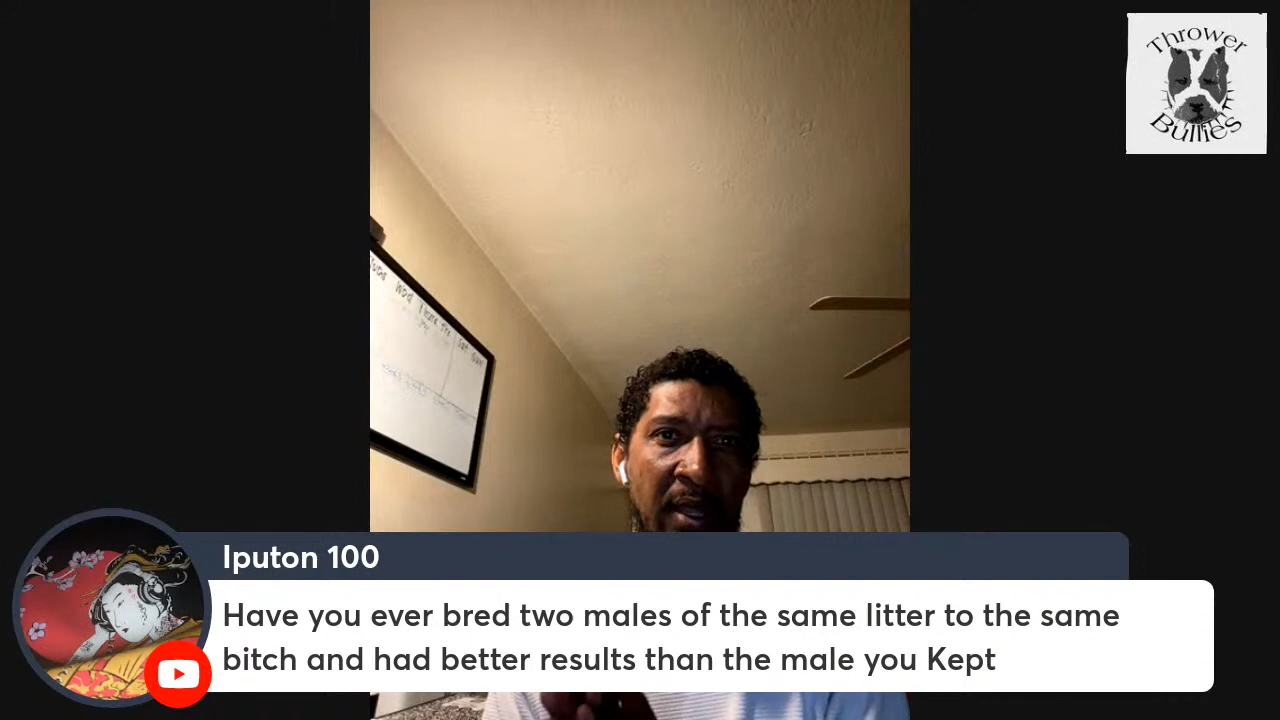 Thrower
Bullies
Iputon 100
Have you ever bred two males of the same litter to the same
bitch and had better results than the male you Kept